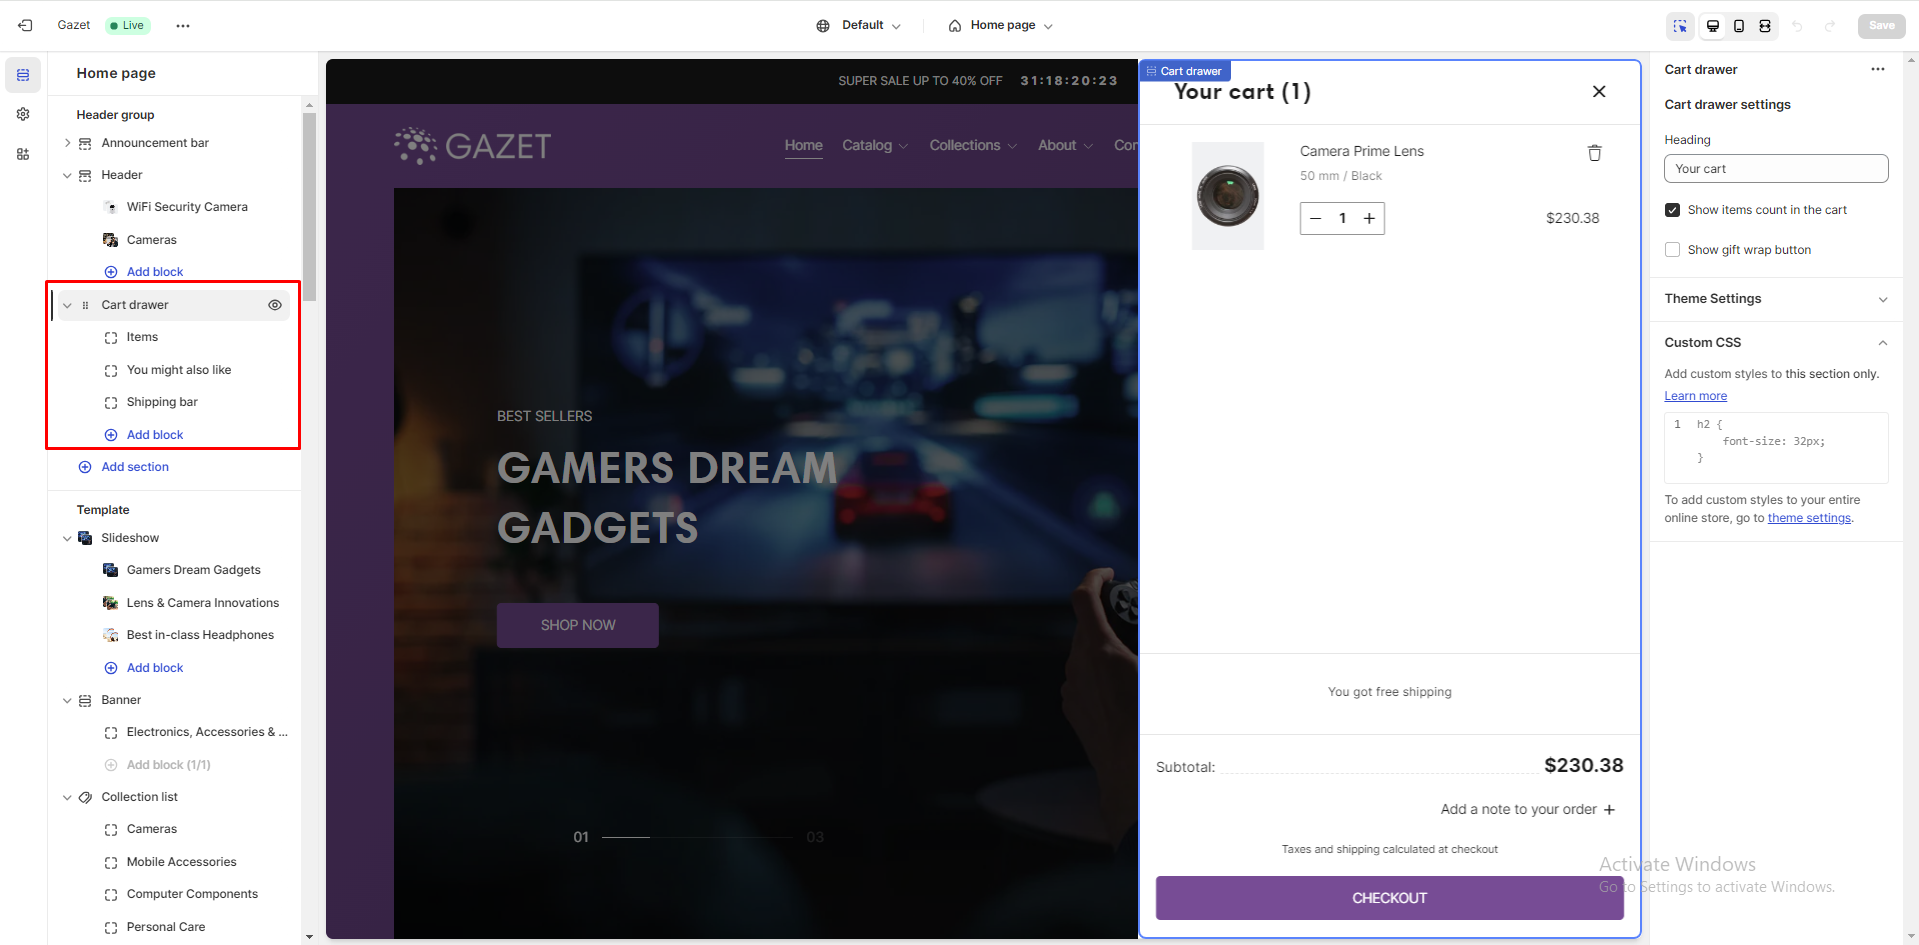 Gazet
Live
Default
Home page
Save
Home page
Header group
Announcement bar
Header
WiFi Security Camera
Cameras
Add block
Cart drawer
Items
You might also like
Shipping bar
Add block
Add section
Template
Slideshow
Gamers Dream Gadgets
Lens & Camera Innovations
Best in-class Headphones
Add block
Banner
Electronics, Accessories & ...
Add block (1/1)
Collection list
Cameras
Mobile Accessories
Computer Components
Personal Care
SUPER SALE UP TO 40% OFF 31:18:20:23
GAZET
Home Catalog Collections About Con
BEST SELLERS
GAMERS DREAM
GADGETS
SHOP NOW
01 03
Cart drawer
Your cart (1)
Camera Prime Lens
50 mm / Black
1
$230.38
You got free shipping
Subtotal: $230.38
Add a note to your order +
Taxes and shipping calculated at checkout
CHECKOUT
Cart drawer
Cart drawer settings
Heading
Your cart
Show items count in the cart
Show gift wrap button
Theme Settings
Custom CSS
Add custom styles to this section only.
Learn more
1 h2 {
font-size: 32px;
}
To add custom styles to your entire
online store, go to theme settings.
Activate Windows
Go to Settings to activate Windows.